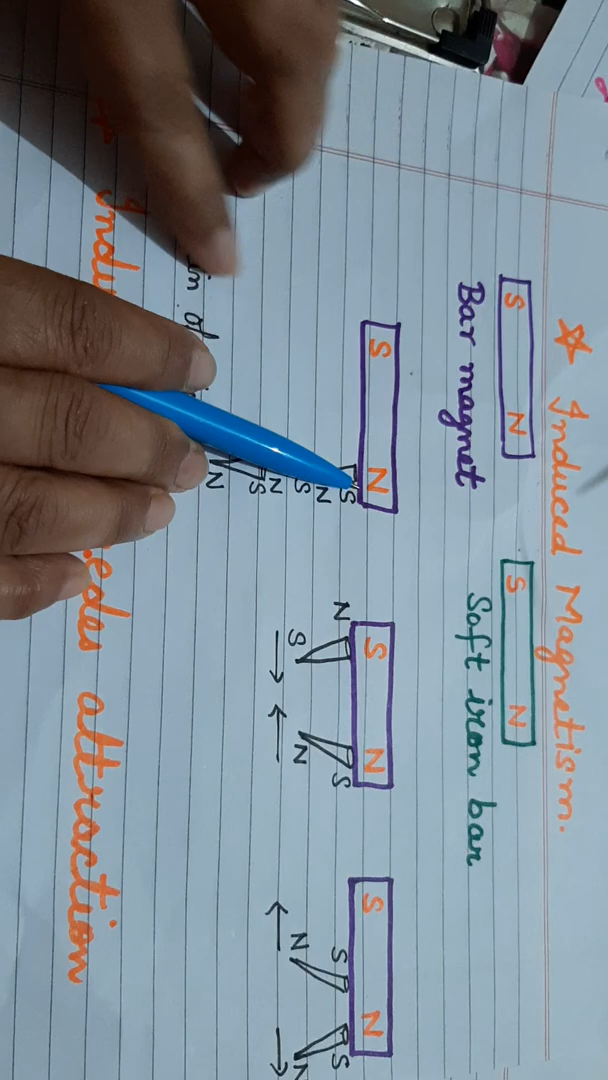 ☆ Induced Magnetism.
S N S N
Bar magnet Soft iron bar
S N S N S N
S N S S S
N S N N N
S
N
S
N
edes attraction